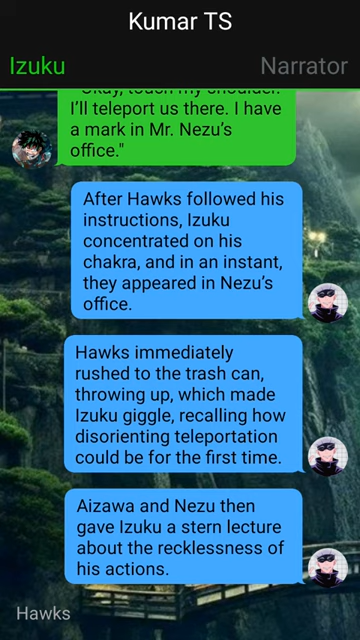 Kumar TS
Izuku
Narrator
"Okay, touch my shoulder.
I'll teleport us there. I have
a mark in Mr. Nezu's
office."
After Hawks followed his
instructions, Izuku
concentrated on his
chakra, and in an instant,
they appeared in Nezu's
office.
Hawks immediately
rushed to the trash can,
throwing up, which made
Izuku giggle, recalling how
disorienting teleportation
could be for the first time.
Aizawa and Nezu then
gave Izuku a stern lecture
about the recklessness of
his actions.
Hawks